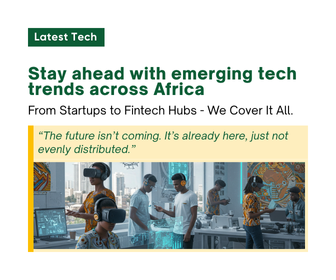 Latest Tech
Stay ahead with emerging tech
trends across Africa
From Startups to Fintech Hubs - We Cover It All.
“The future isn’t coming. It’s already here, just not
evenly distributed.”